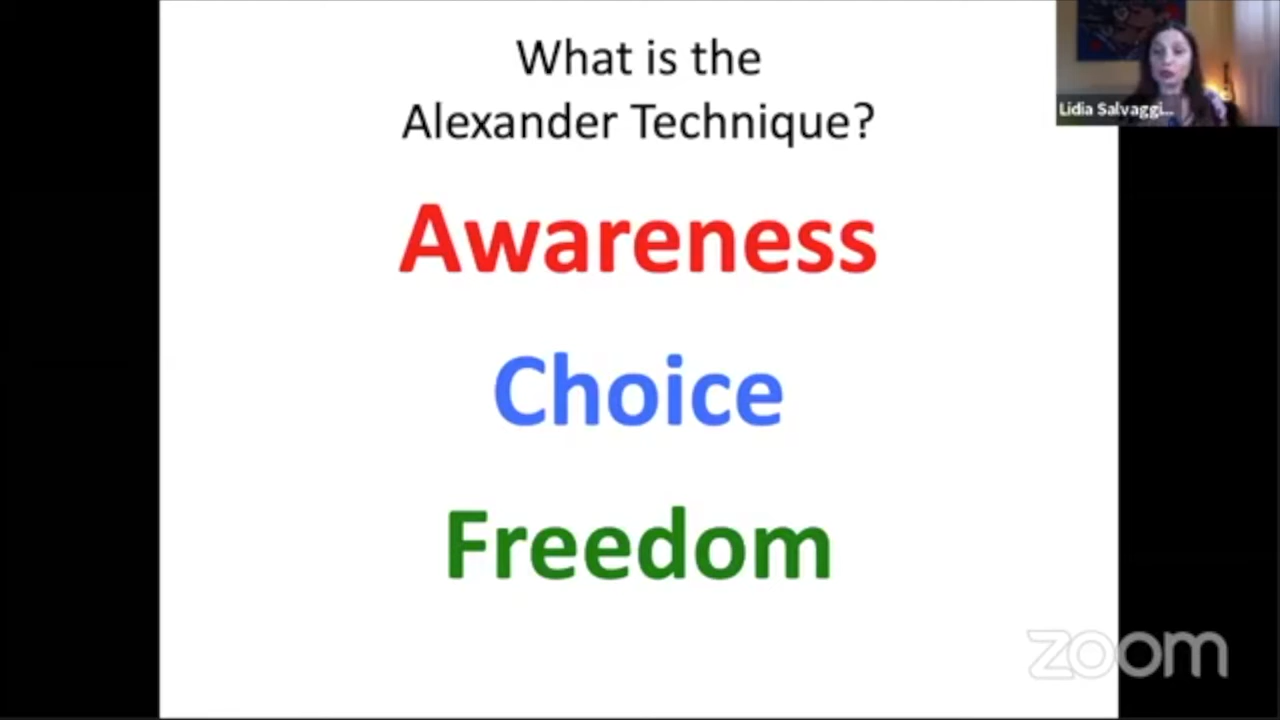 What is the
Alexander Technique?
Lidia Salvaggi...
Awareness
Choice
Freedom
zoom